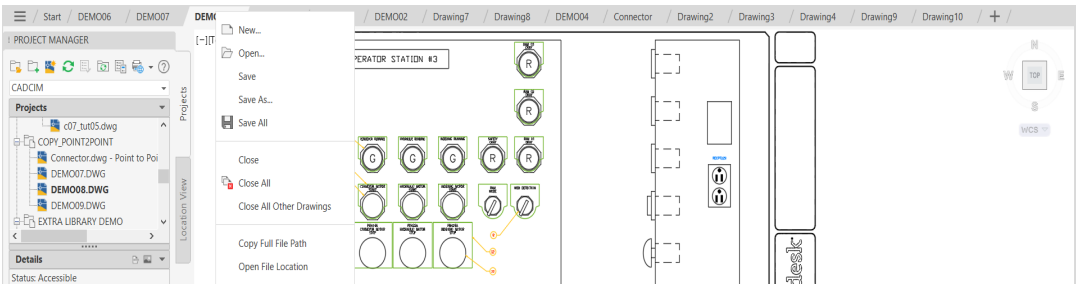 Start
DEMO06
DEMO07
DEMO02
Drawing7
Drawing8
DEMO04
Connector
Drawing2
Drawing3
Drawing4
Drawing9
Drawing10
PROJECT MANAGER
CADCIM
Projects
c07_tut05.dwg
COPY_POINT2POINT
Connector.dwg - Point to Poi
DEMO07.DWG
DEMO08.DWG
DEMO09.DWG
EXTRA LIBRARY DEMO
Details
Status: Accessible
Projects
Location View
New...
Open...
Save
Save As...
Save All
Close
Close All
Close All Other Drawings
Copy Full File Path
Open File Location
STATION #3
R
R
G
G
G
R
R
N
W
TOP
E
S
WCS
desk